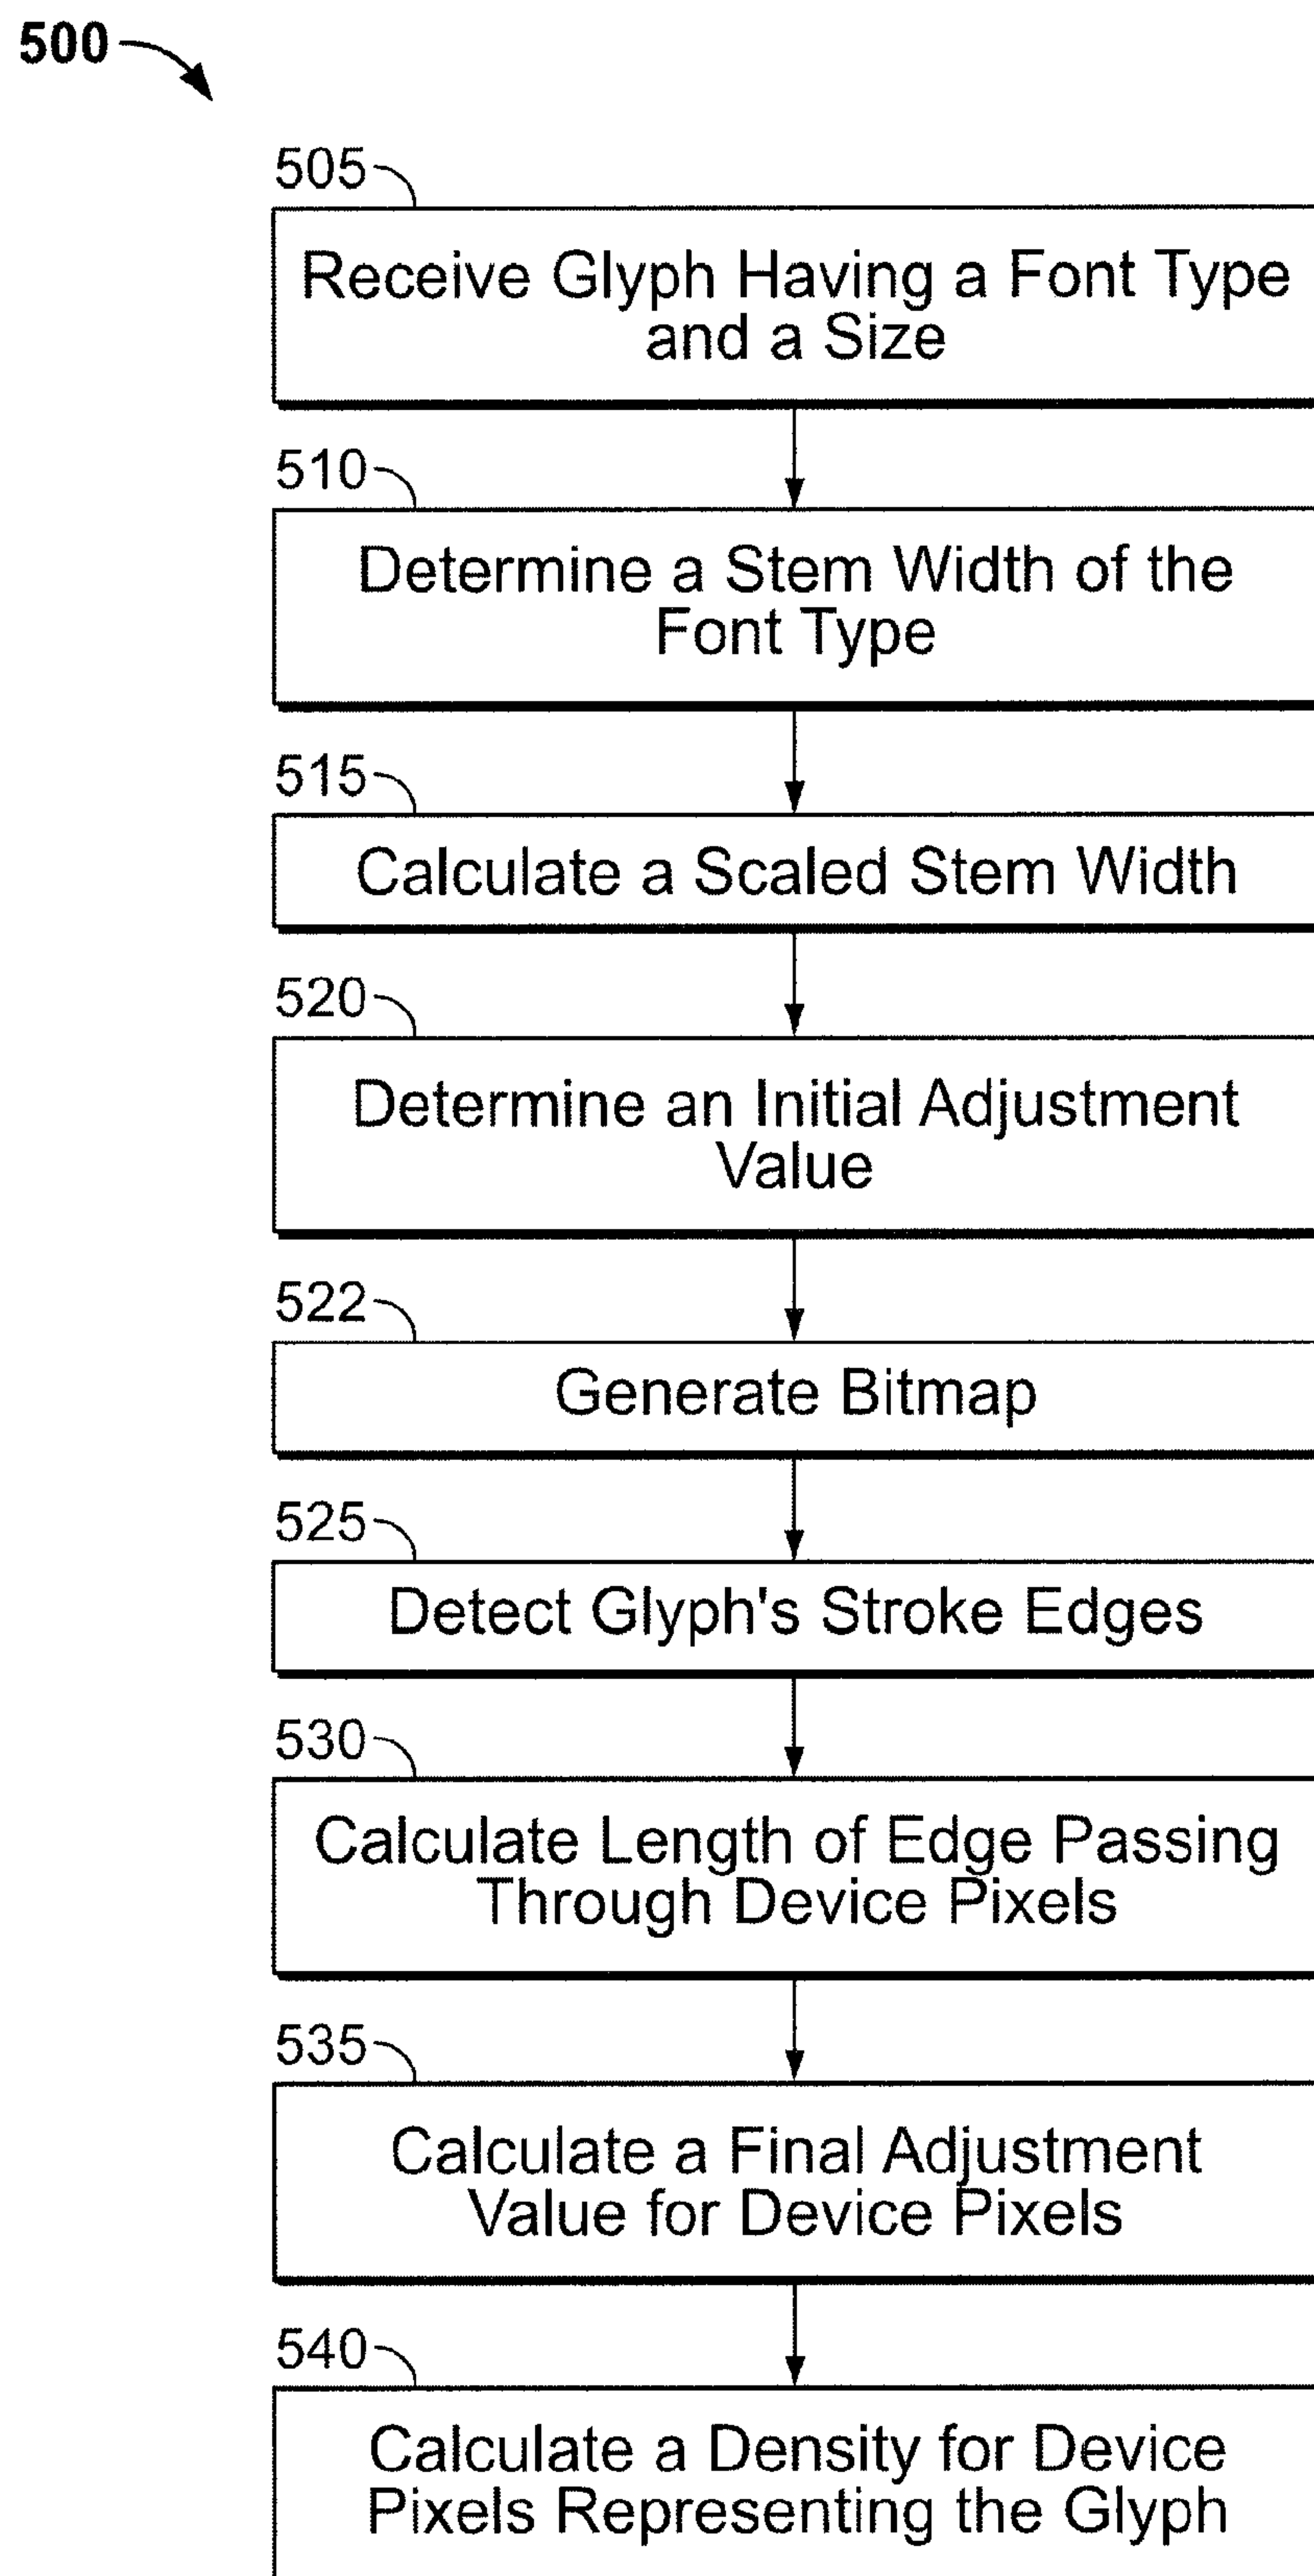 500
505
Receive Glyph Having a Font Type
and a Size
510
Determine a Stem Width of the
Font Type
515
Calculate a Scaled Stem Width
520
Determine an Initial Adjustment
Value
522
Generate Bitmap
525
Detect Glyph's Stroke Edges
530
Calculate Length of Edge Passing
Through Device Pixels
535
Calculate a Final Adjustment
Value for Device Pixels
540
Calculate a Density for Device
Pixels Representing the Glyph